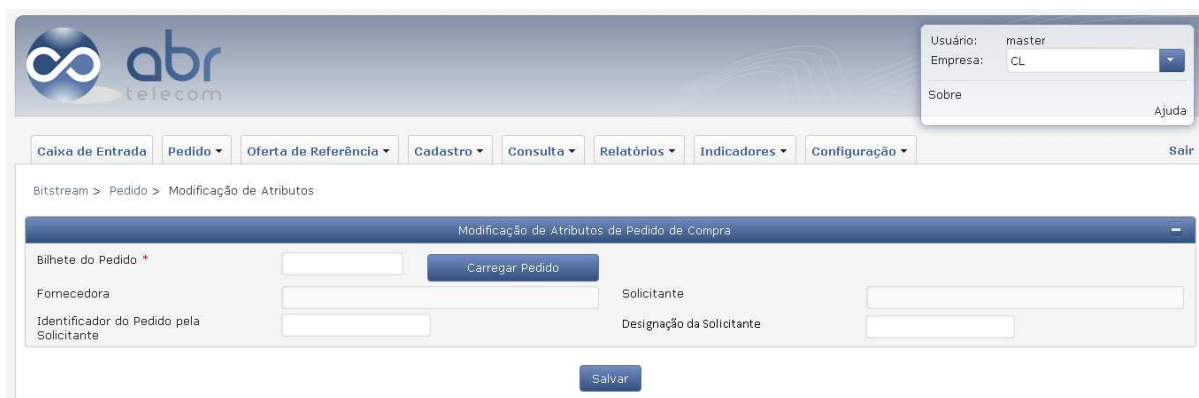 abr
telecom
Usuário: master
Empresa: CL
Sobre
Ajuda
Caixa de Entrada Pedido Oferta de Referência Cadastro Consulta Relatórios Indicadores Configuração Sair
Bitstream > Pedido > Modificação de Atributos
Modificação de Atributos de Pedido de Compra
Bilhete do Pedido * Carregar Pedido
Fornecedora Solicitante
Identificador do Pedido pela
Solicitante
Designação da Solicitante
Salvar